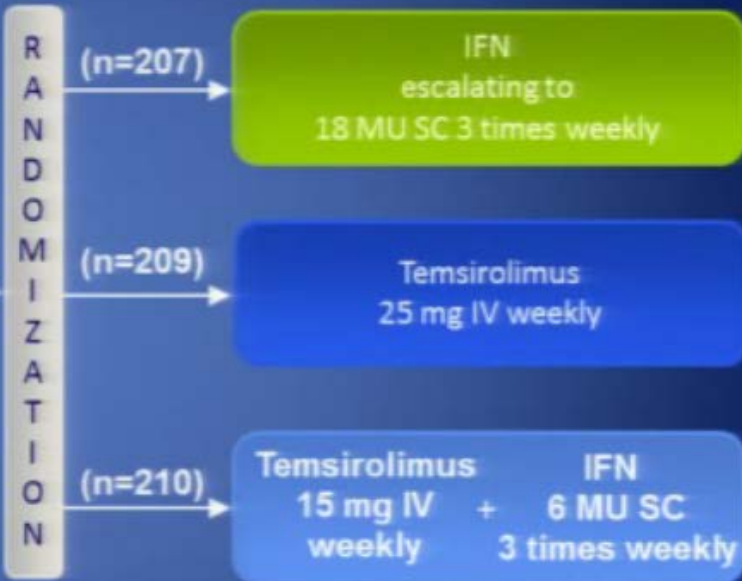 RANDOMIZATION
(n=207)
IFN
escalating to
18 MU SC 3 times weekly
(n=209)
Temsirolimus
25 mg IV weekly
(n=210)
Temsirolimus
15 mg IV
weekly
+
IFN
6 MU SC
3 times weekly